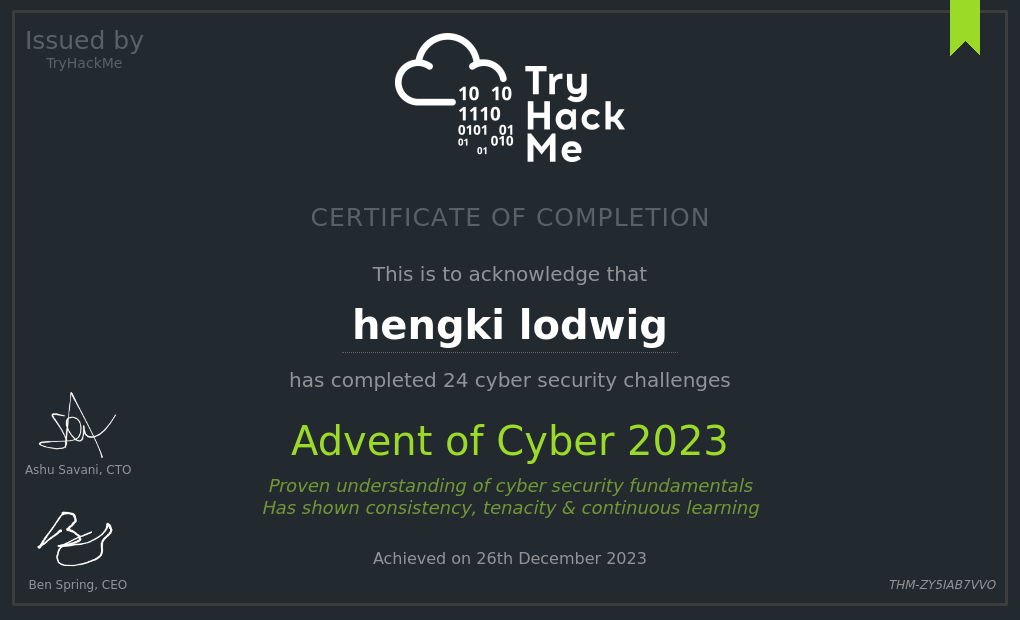 Issued by
TryHackMe
10 10
1110
0101 01
01 010
01
Try
Hack
Me
CERTIFICATE OF COMPLETION
This is to acknowledge that
hengki lodwig
has completed 24 cyber security challenges
Advent of Cyber 2023
Proven understanding of cyber security fundamentals
Has shown consistency, tenacity & continuous learning
Achieved on 26th December 2023
Ashu Savani, CTO
Ben Spring, CEO
THM-ZY5IAB7VVO